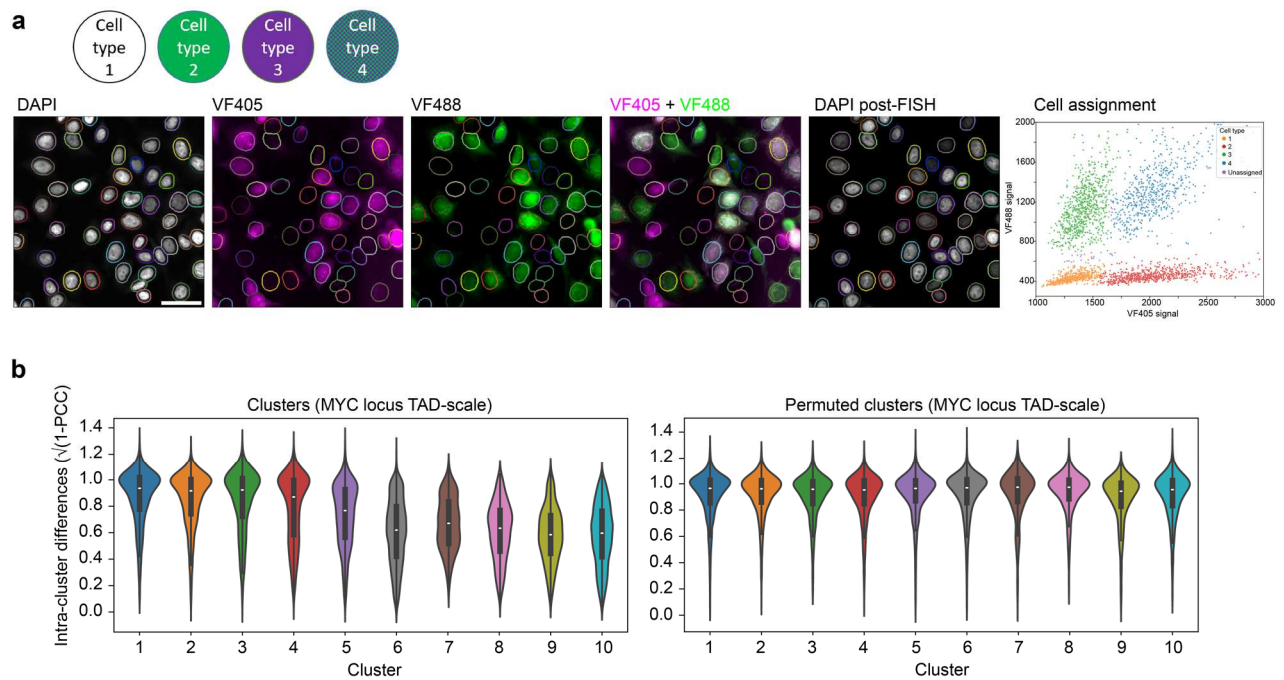 a
Cell type 1
Cell type 2
Cell type 3
Cell type 4
DAPI
VF405
VF488
VF405 + VF488
DAPI post-FISH
Cell assignment
2000
1600
1200
800
400
VF488 signal
Cell type
1
2
3
4
Unassigned
1000 1500 2000 2500 3000
VF405 signal
b
Clusters (MYC locus TAD-scale)
Intra-cluster differences (√(1-PCC)
1.4
1.2
1.0
0.8
0.6
0.4
0.2
0.0
1 2 3 4 5 6 7 8 9 10
Cluster
Permuted clusters (MYC locus TAD-scale)
1.4
1.2
1.0
0.8
0.6
0.4
0.2
0.0
1 2 3 4 5 6 7 8 9 10
Cluster